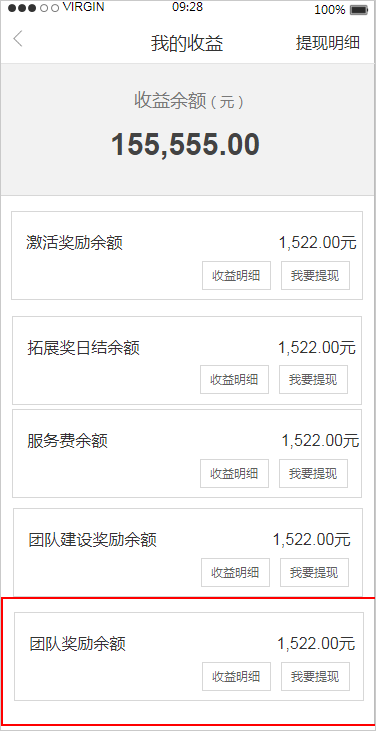 VIRGIN 09:28 100%
我的收益 提现明细
收益余额（元）
155,555.00
激活奖励余额 1,522.00元
收益明细 我要提现
拓展奖日结余额 1,522.00元
收益明细 我要提现
服务费余额 1,522.00元
收益明细 我要提现
团队建设奖励余额 1,522.00元
收益明细 我要提现
团队奖励余额 1,522.00元
收益明细 我要提现